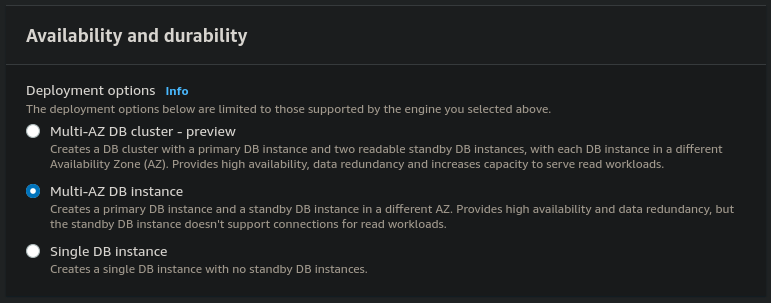 Availability and durability
Deployment options Info
The deployment options below are limited to those supported by the engine you selected above.
Multi-AZ DB cluster - preview
Creates a DB cluster with a primary DB instance and two readable standby DB instances, with each DB instance in a different
Availability Zone (AZ). Provides high availability, data redundancy and increases capacity to serve read workloads.
Multi-AZ DB instance
Creates a primary DB instance and a standby DB instance in a different AZ. Provides high availability and data redundancy, but
the standby DB instance doesn't support connections for read workloads.
Single DB instance
Creates a single DB instance with no standby DB instances.